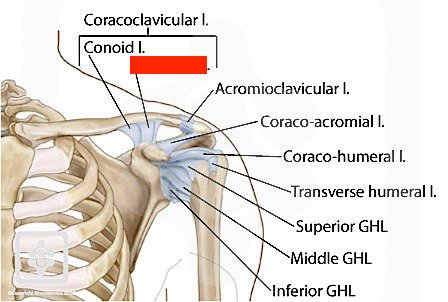 Coracoclavicular l.
Conoid l.
Acromioclavicular l.
Coraco-acromial l.
Coraco-humeral l.
Transverse humeral l.
Superior GHL
Middle GHL
Inferior GHL